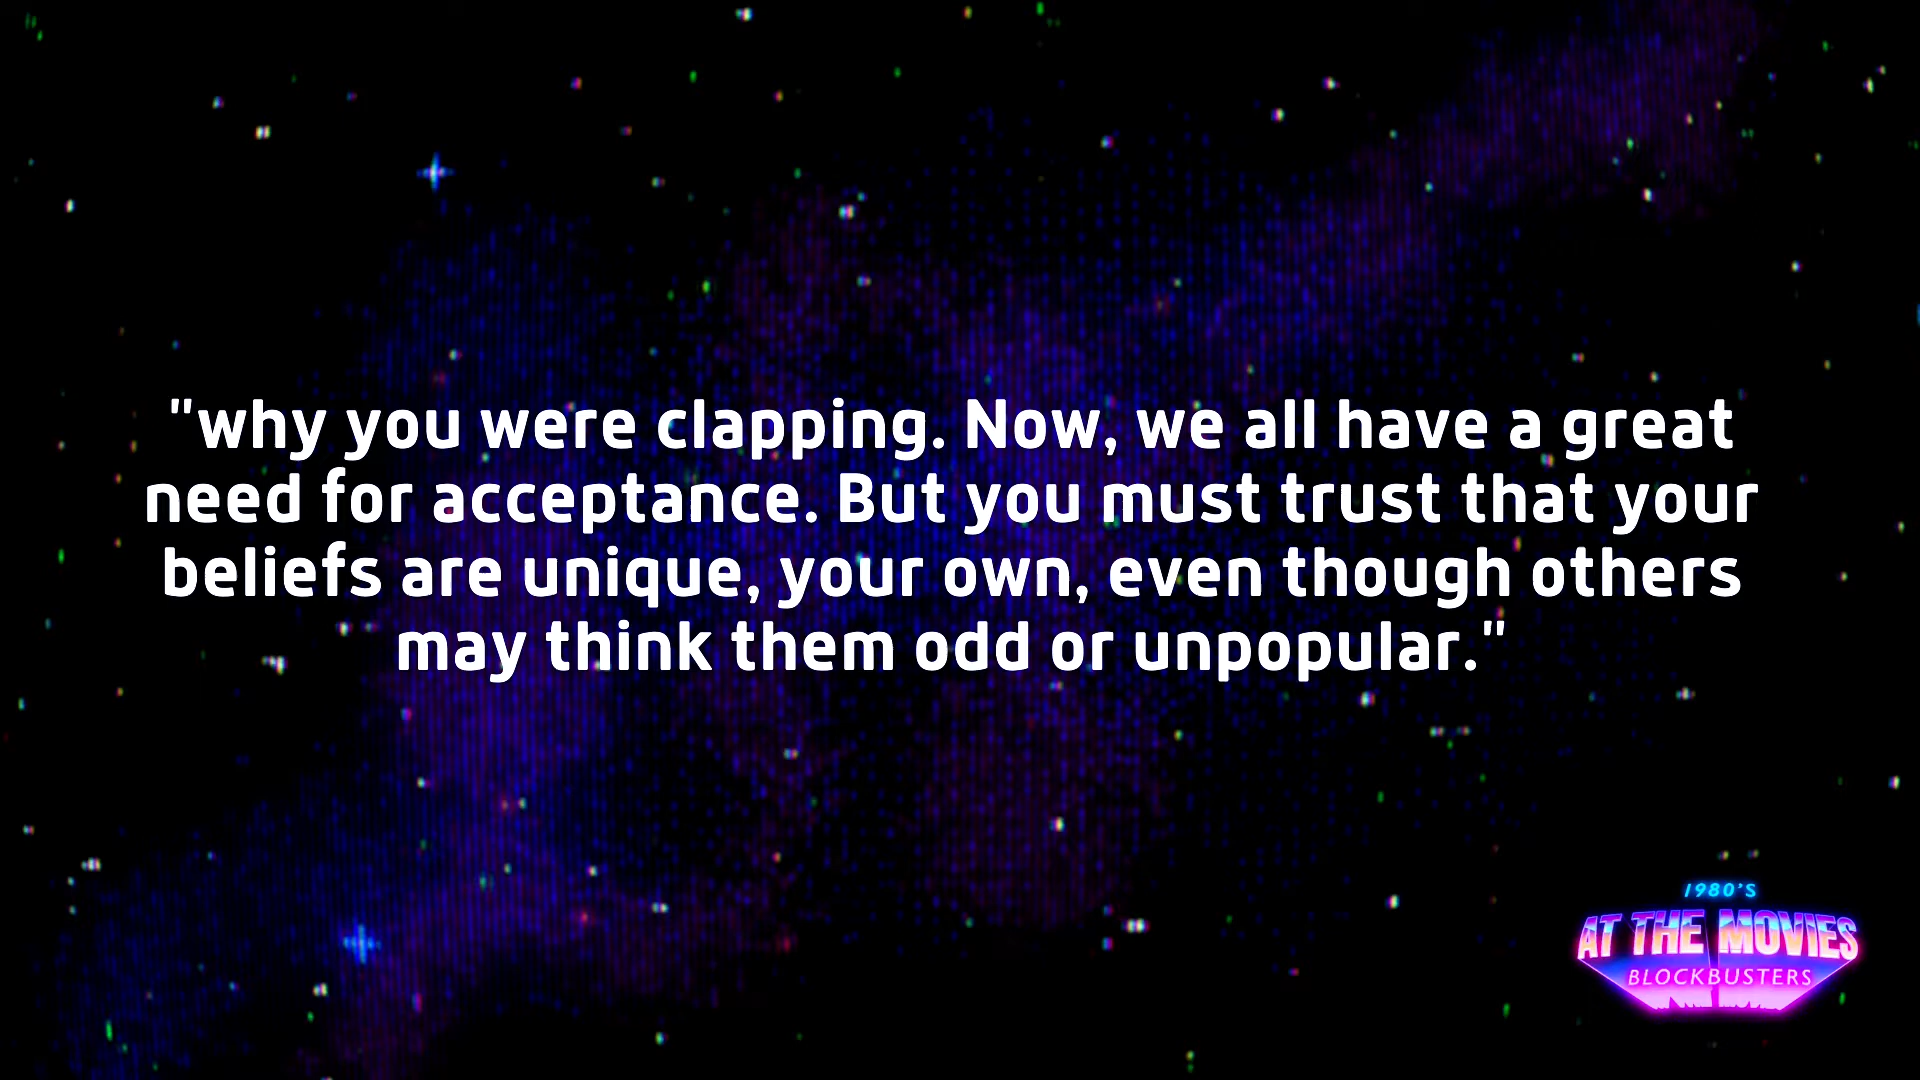 "why you were clapping. Now, we all have a great
need for acceptance. But you must trust that your
beliefs are unique, your own, even though others
may think them odd or unpopular."
1980'S
AT THE MOVIES
BLOCKBUSTERS